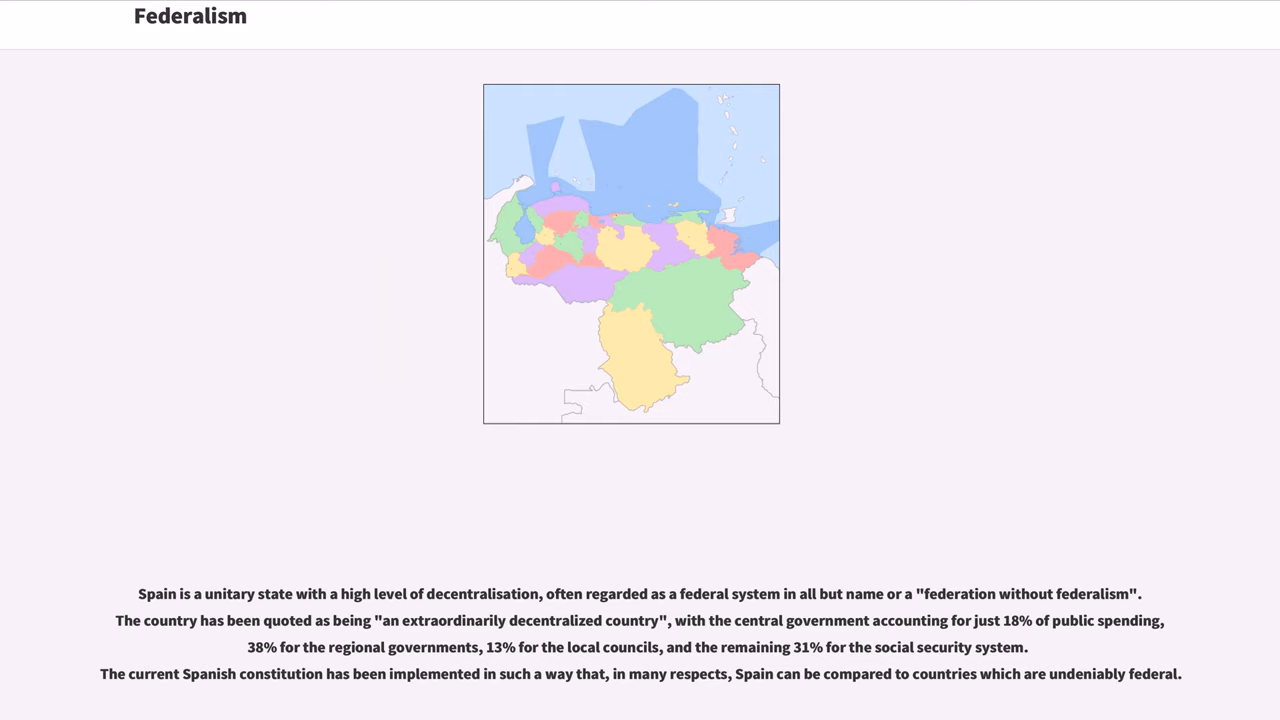 Federalism
Spain is a unitary state with a high level of decentralisation, often regarded as a federal system in all but name or a "federation without federalism".
The country has been quoted as being "an extraordinarily decentralized country", with the central government accounting for just 18% of public spending,
38% for the regional governments, 13% for the local councils, and the remaining 31% for the social security system.
The current Spanish constitution has been implemented in such a way that, in many respects, Spain can be compared to countries which are undeniably federal.